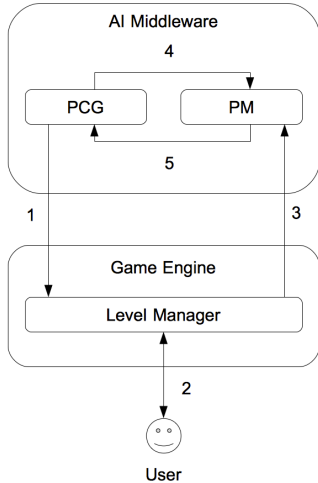 AI Middleware
4
PCG
PM
5
1
3
Game Engine
Level Manager
2
User